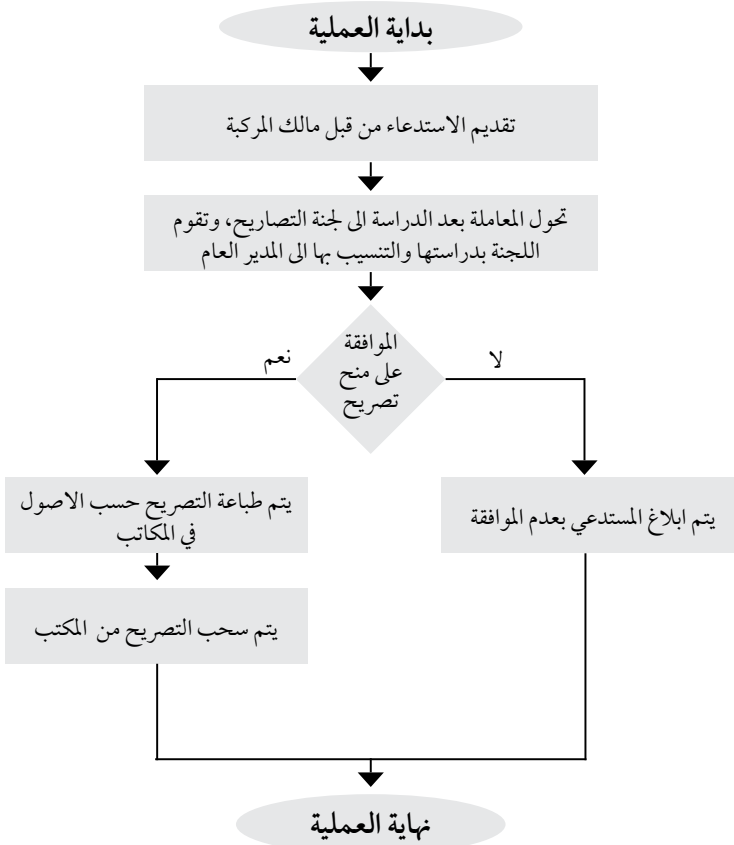 بداية العملية
تقديم الاستدعاء من قبل مالك المركبة
تحول المعاملة بعد الدراسة الى لجنة التصاريح، وتقوم
اللجنة بدراستها والتنسيب بها الى المدير العام
الموافقة
على منح
تصريح
نعم
لا
يتم طباعة التصريح حسب الاصول
في المكاتب
يتم ابلاغ المستدعي بعدم الموافقة
يتم سحب التصريح من المكتب
نهاية العملية